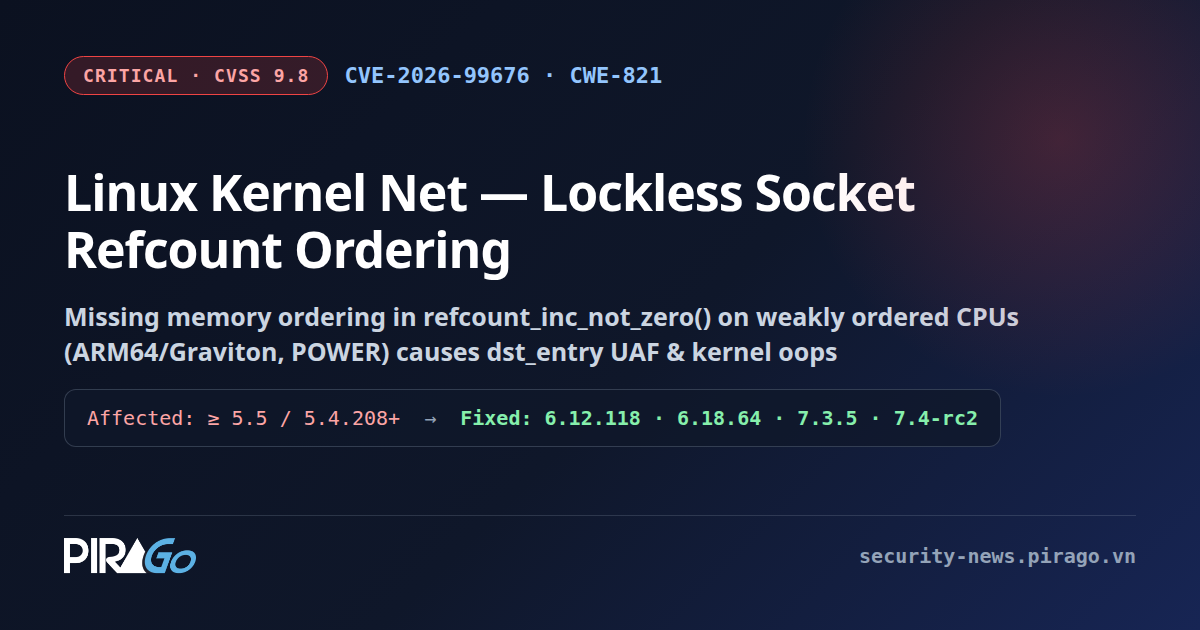 CRITICAL · CVSS 9.8 CVE-2026-99676 · CWE-821
Linux Kernel Net — Lockless Socket
Refcount Ordering
Missing memory ordering in refcount_inc_not_zero() on weakly ordered CPUs
(ARM64/Graviton, POWER) causes dst_entry UAF & kernel oops
Affected: ≥ 5.5 / 5.4.208+ → Fixed: 6.12.118 · 6.18.64 · 7.3.5 · 7.4-rc2
PIRAGO security-news.pirago.vn